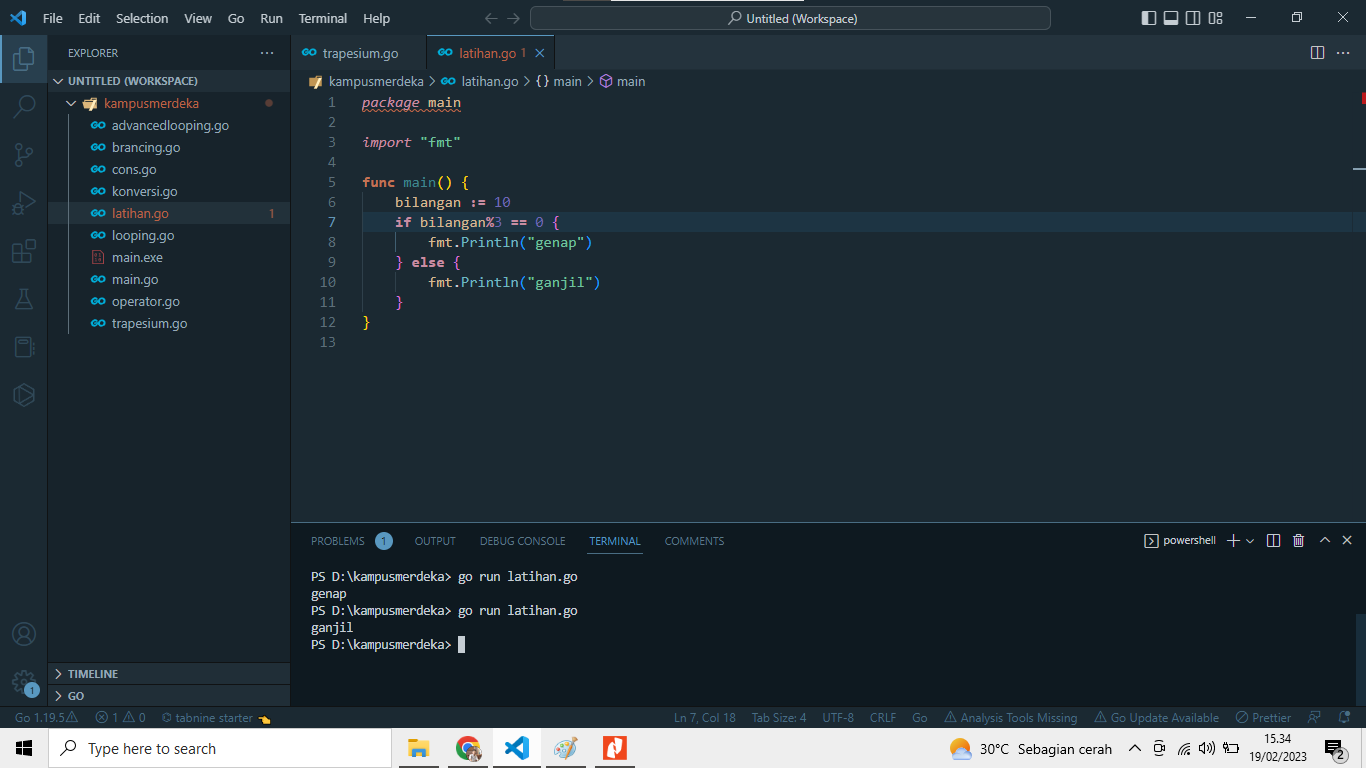 File Edit Selection View Go Run Terminal Help
Untitled (Workspace)
EXPLORER
UNTITLED (WORKSPACE)
kampusmerdeka
advancedlooping.go
brancing.go
cons.go
konversi.go
latihan.go 1
looping.go
main.exe
main.go
operator.go
trapesium.go
TIMELINE
GO
trapesium.go latihan.go 1
kampusmerdeka > latihan.go > {} main > main
1 package main
2
3 import "fmt"
4
5 func main() {
6 bilangan := 10
7 if bilangan%3 == 0 {
8 fmt.Println("genap")
9 } else {
10 fmt.Println("ganjil")
11 }
12 }
13
PROBLEMS 1 OUTPUT DEBUG CONSOLE TERMINAL COMMENTS
powershell
PS D:\kampusmerdeka> go run latihan.go
genap
PS D:\kampusmerdeka> go run latihan.go
ganjil
PS D:\kampusmerdeka>
1
Go 1.19.5 1 0 tabnine starter Ln 7, Col 18 Tab Size: 4 UTF-8 CRLF Go Analysis Tools Missing Go Update Available Prettier
Type here to search
30°C Sebagian cerah
15.34
19/02/2023
2